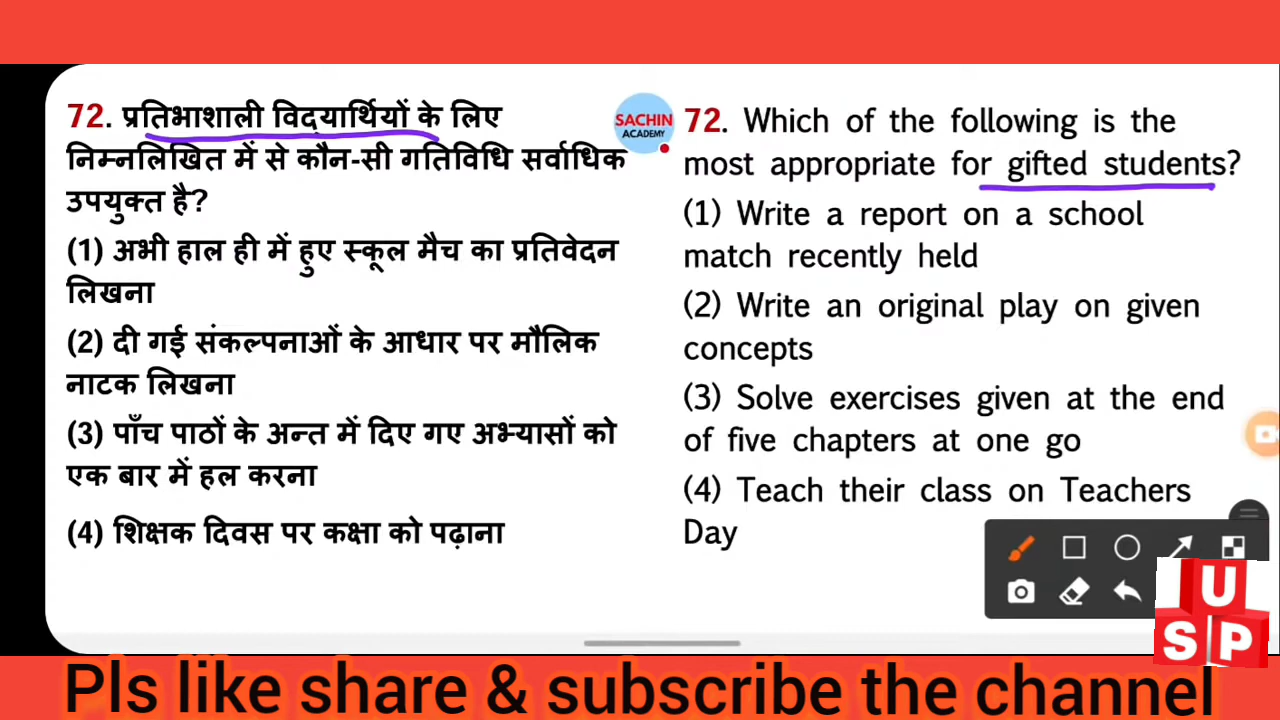 72. प्रतिभाशाली विद्यार्थियों के लिए
निम्नलिखित में से कौन-सी गतिविधि सर्वाधिक
उपयुक्त है?
(1) अभी हाल ही में हुए स्कूल मैच का प्रतिवेदन
लिखना
(2) दी गई संकल्पनाओं के आधार पर मौलिक
नाटक लिखना
(3) पाँच पाठों के अन्त में दिए गए अभ्यासों को
एक बार में हल करना
(4) शिक्षक दिवस पर कक्षा को पढ़ाना
SACHIN
ACADEMY
72. Which of the following is the
most appropriate for gifted students?
(1) Write a report on a school
match recently held
(2) Write an original play on given
concepts
(3) Solve exercises given at the end
of five chapters at one go
(4) Teach their class on Teachers
Day
U
S P
Pls like share & subscribe the channel